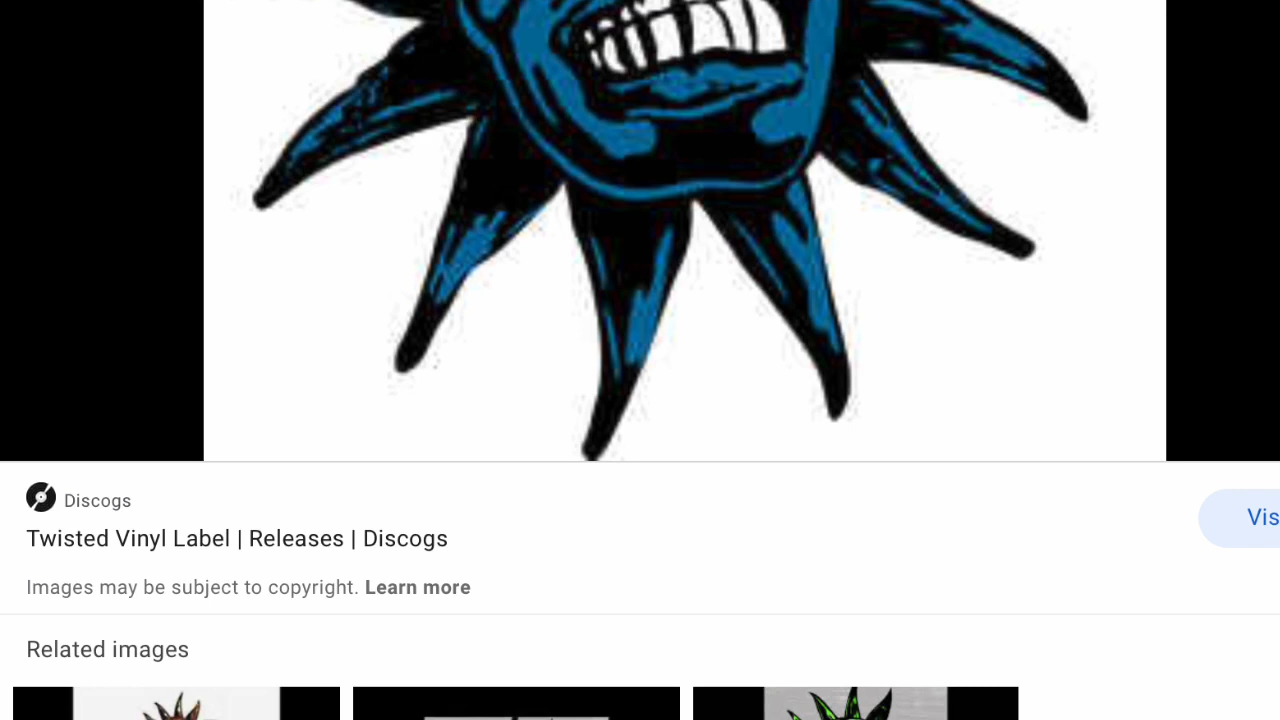 Discogs
Twisted Vinyl Label | Releases | Discogs
Vis
Images may be subject to copyright. Learn more
Related images